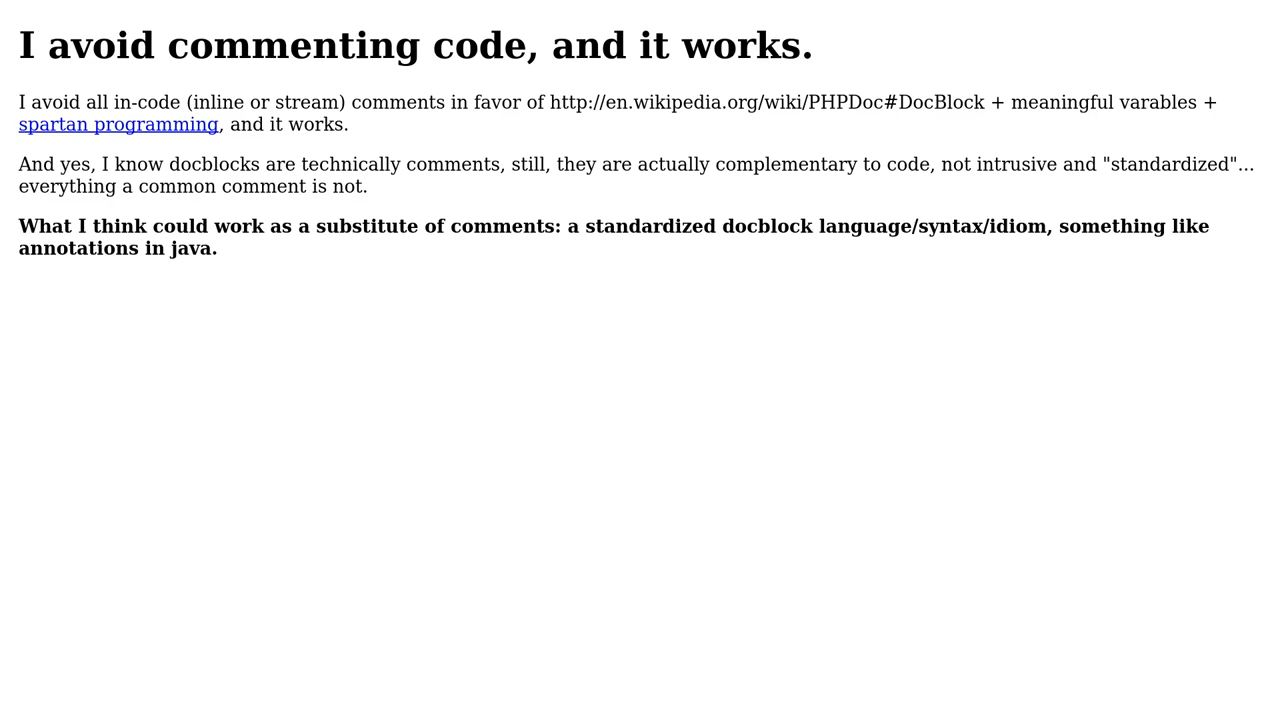 I avoid commenting code, and it works.
I avoid all in-code (inline or stream) comments in favor of http://en.wikipedia.org/wiki/PHPDoc#DocBlock + meaningful varables +
spartan programming, and it works.
And yes, I know docblocks are technically comments, still, they are actually complementary to code, not intrusive and "standardized"...
everything a common comment is not.
What I think could work as a substitute of comments: a standardized docblock language/syntax/idiom, something like
annotations in java.